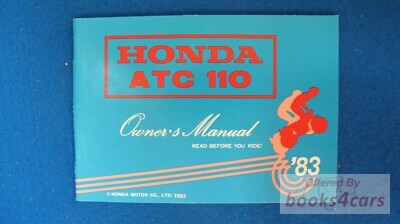 HONDA
ATC 110
Owner's Manual
READ BEFORE YOU RIDE!
'83
© HONDA MOTOR CO., LTD 1982
Offered By
books4cars